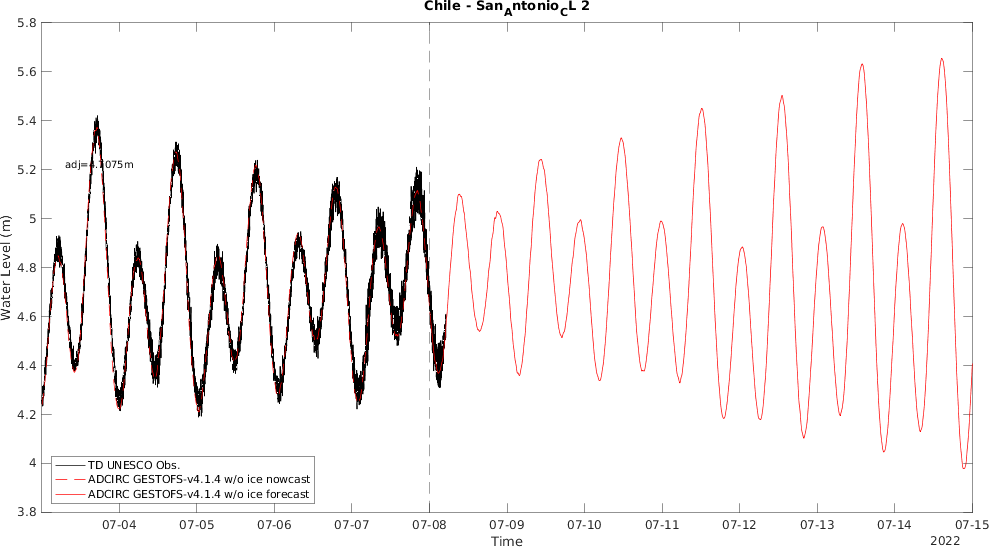 Chile - San_Antonio_CL 2
5.8
5.6
5.4
5.2
5
4.8
4.6
4.4
4.2
4
3.8
Water Level (m)
adj=4.1075m
TD UNESCO Obs.
ADCIRC GESTOFS-v4.1.4 w/o ice nowcast
ADCIRC GESTOFS-v4.1.4 w/o ice forecast
07-04 07-05 07-06 07-07 07-08 07-09 07-10 07-11 07-12 07-13 07-14 07-15
Time
2022